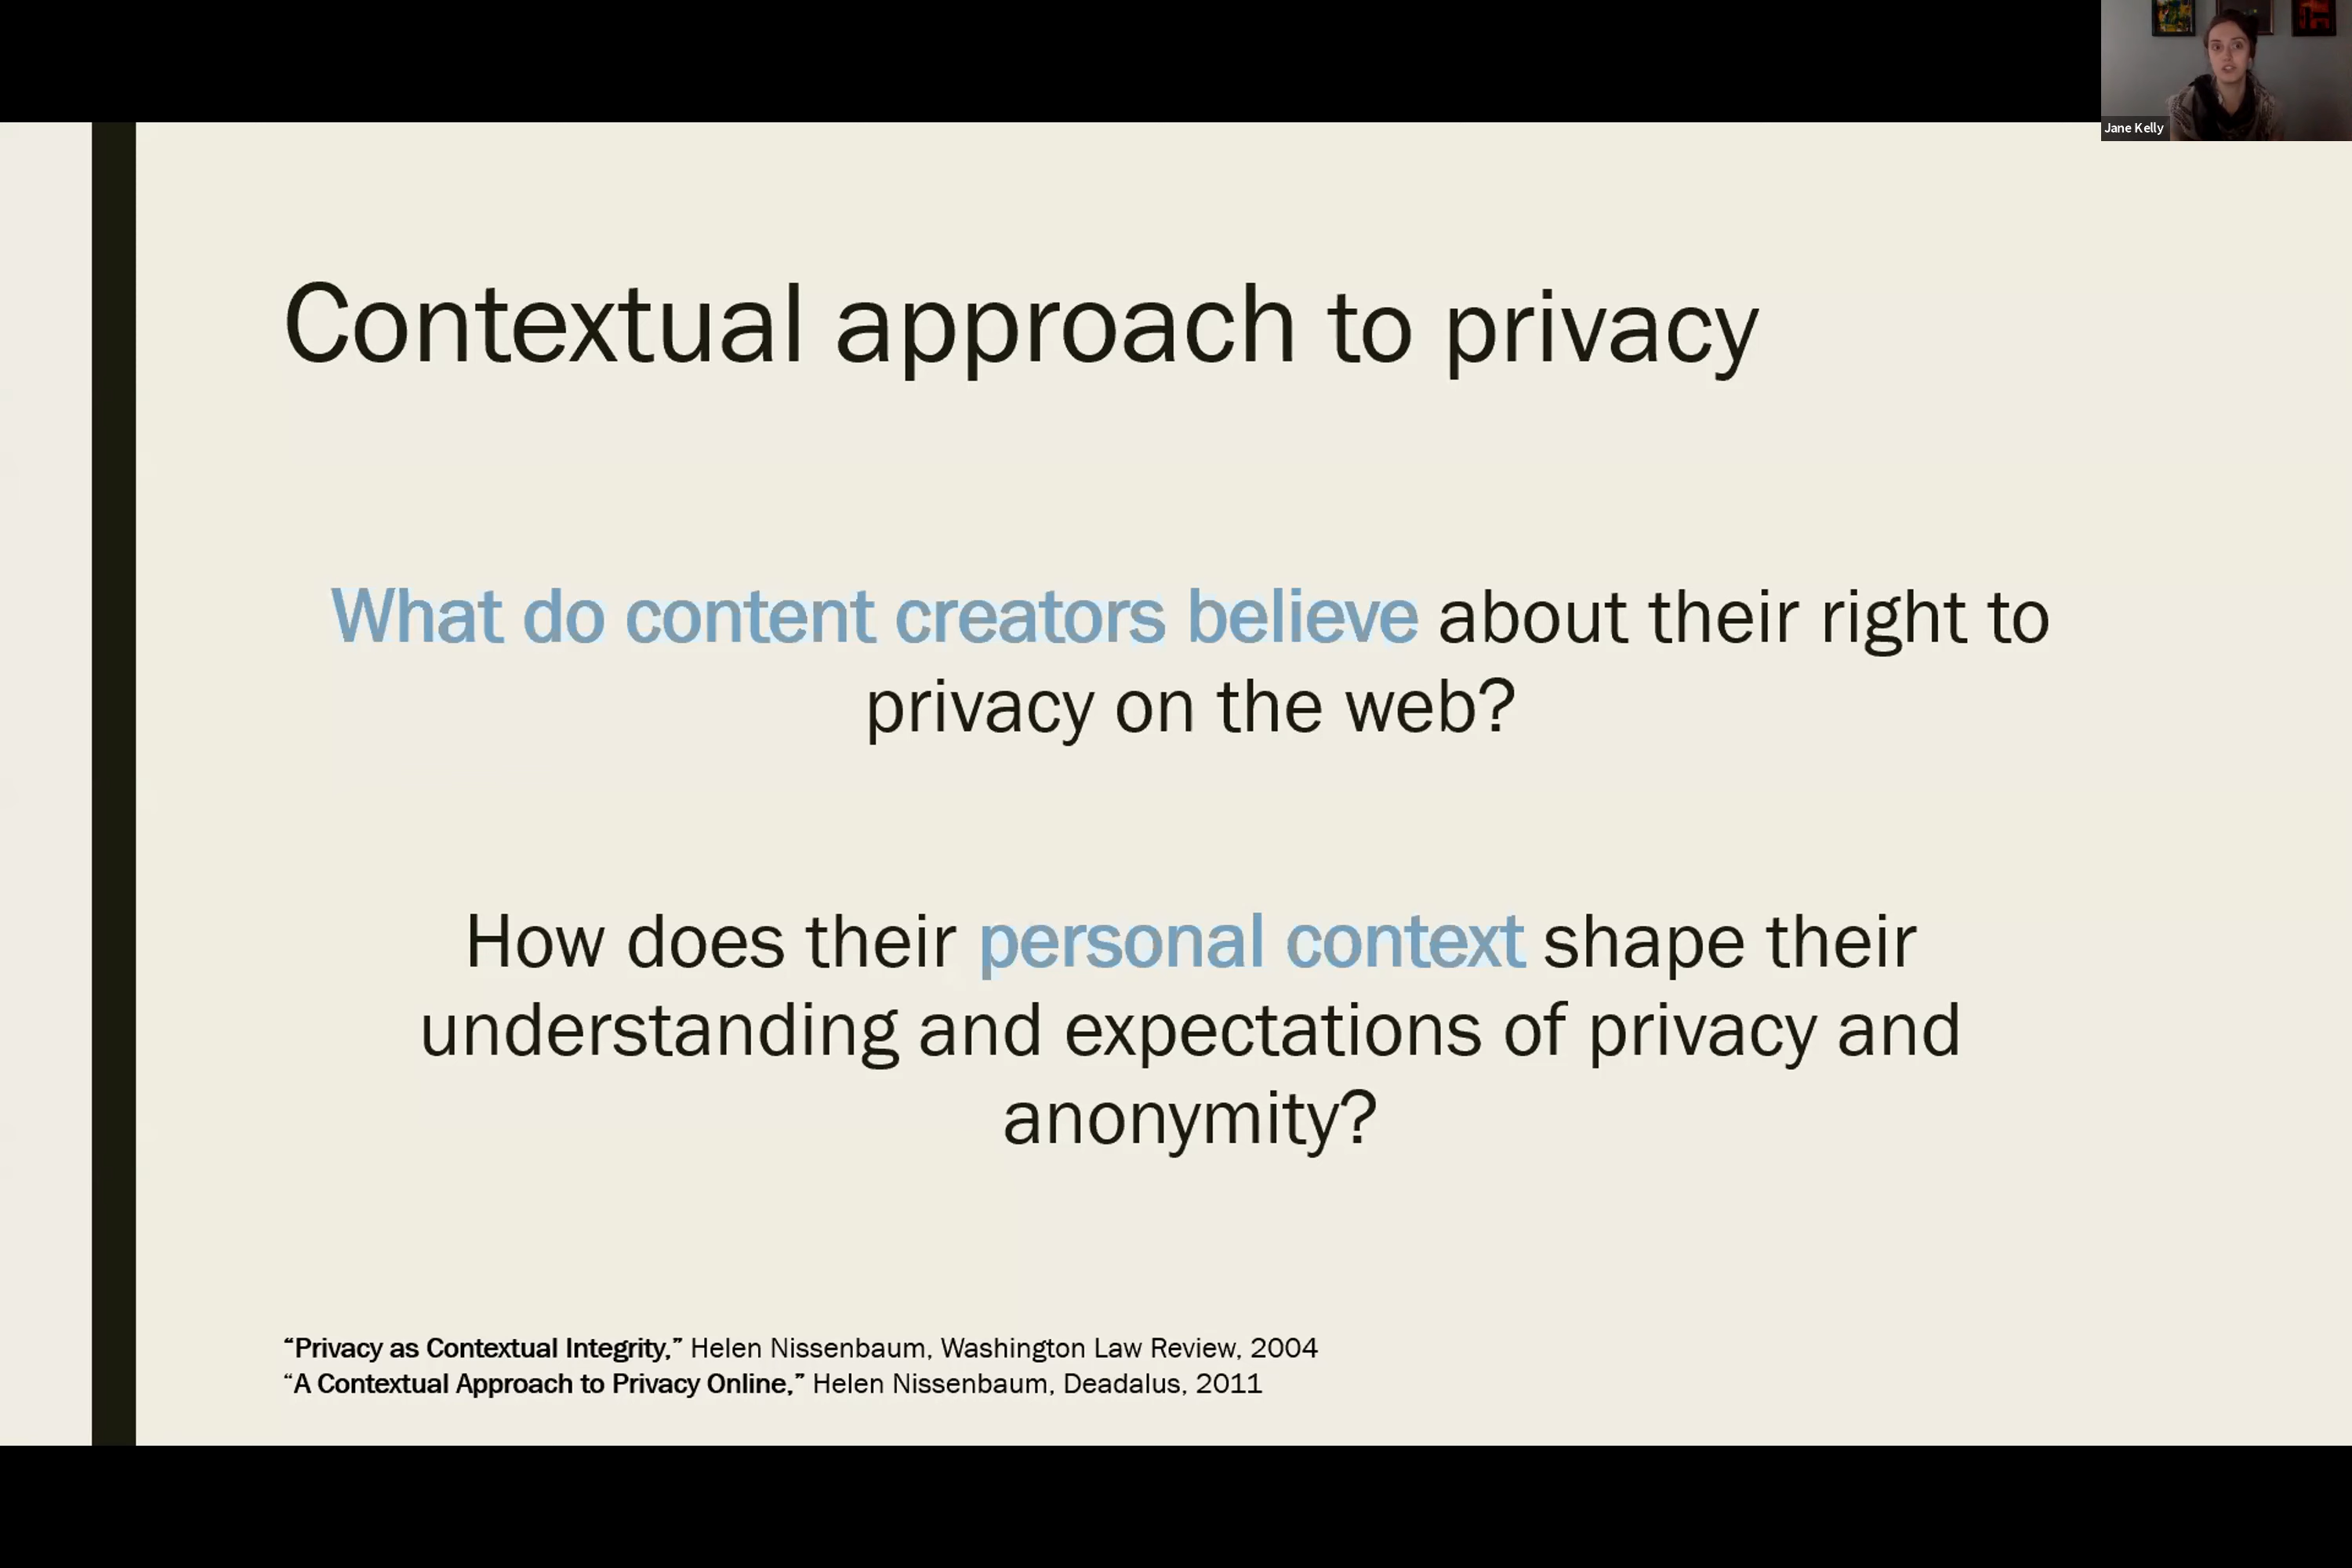 Jane Kelly
Contextual approach to privacy
What do content creators believe about their right to
privacy on the web?
How does their personal context shape their
understanding and expectations of privacy and
anonymity?
“Privacy as Contextual Integrity,” Helen Nissenbaum, Washington Law Review, 2004
“A Contextual Approach to Privacy Online,” Helen Nissenbaum, Deadalus, 2011